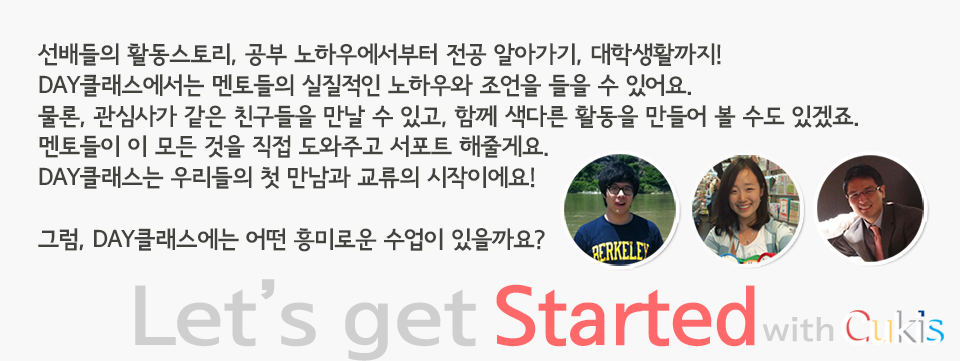 선배들의 활동스토리, 공부 노하우에서부터 전공 알아가기, 대학생활까지!
DAY클래스에서는 멘토들의 실질적인 노하우와 조언을 들을 수 있어요.
물론, 관심사가 같은 친구들을 만날 수 있고, 함께 색다른 활동을 만들어 볼 수도 있겠죠.
멘토들이 이 모든 것을 직접 도와주고 서포트 해줄게요.
DAY클래스는 우리들의 첫 만남과 교류의 시작이에요!
그럼, DAY클래스에는 어떤 흥미로운 수업이 있을까요?
BERKELEY
Let's get Started with Cukis